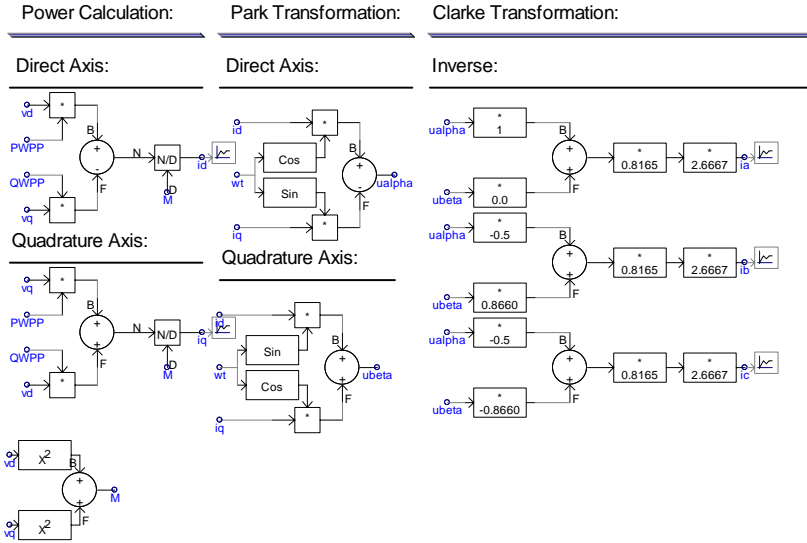 Power Calculation:
Park Transformation:
Clarke Transformation:
Direct Axis:
vd
*
PWPP
B
+
-
N
N/D
id
QWPP
F
D
M
vq
*
Quadrature Axis:
vq
*
PWPP
B
+
+
N
N/D
iq
QWPP
F
D
M
vd
*
vd
X2
B
+
+
M
vq
X2
F
Direct Axis:
id
*
B
Cos
+
-
wt
ualpha
Sin
F
iq
*
Quadrature Axis:
id
*
B
Sin
+
+
wt
ubeta
Cos
F
iq
*
Inverse:
ualpha
*
1
B
+
+
*
0.8165
*
2.6667
ia
F
ubeta
*
0.0
ualpha
*
-0.5
B
+
+
*
0.8165
*
2.6667
ib
F
ubeta
*
0.8660
ualpha
*
-0.5
B
+
+
*
0.8165
*
2.6667
ic
F
ubeta
*
-0.8660